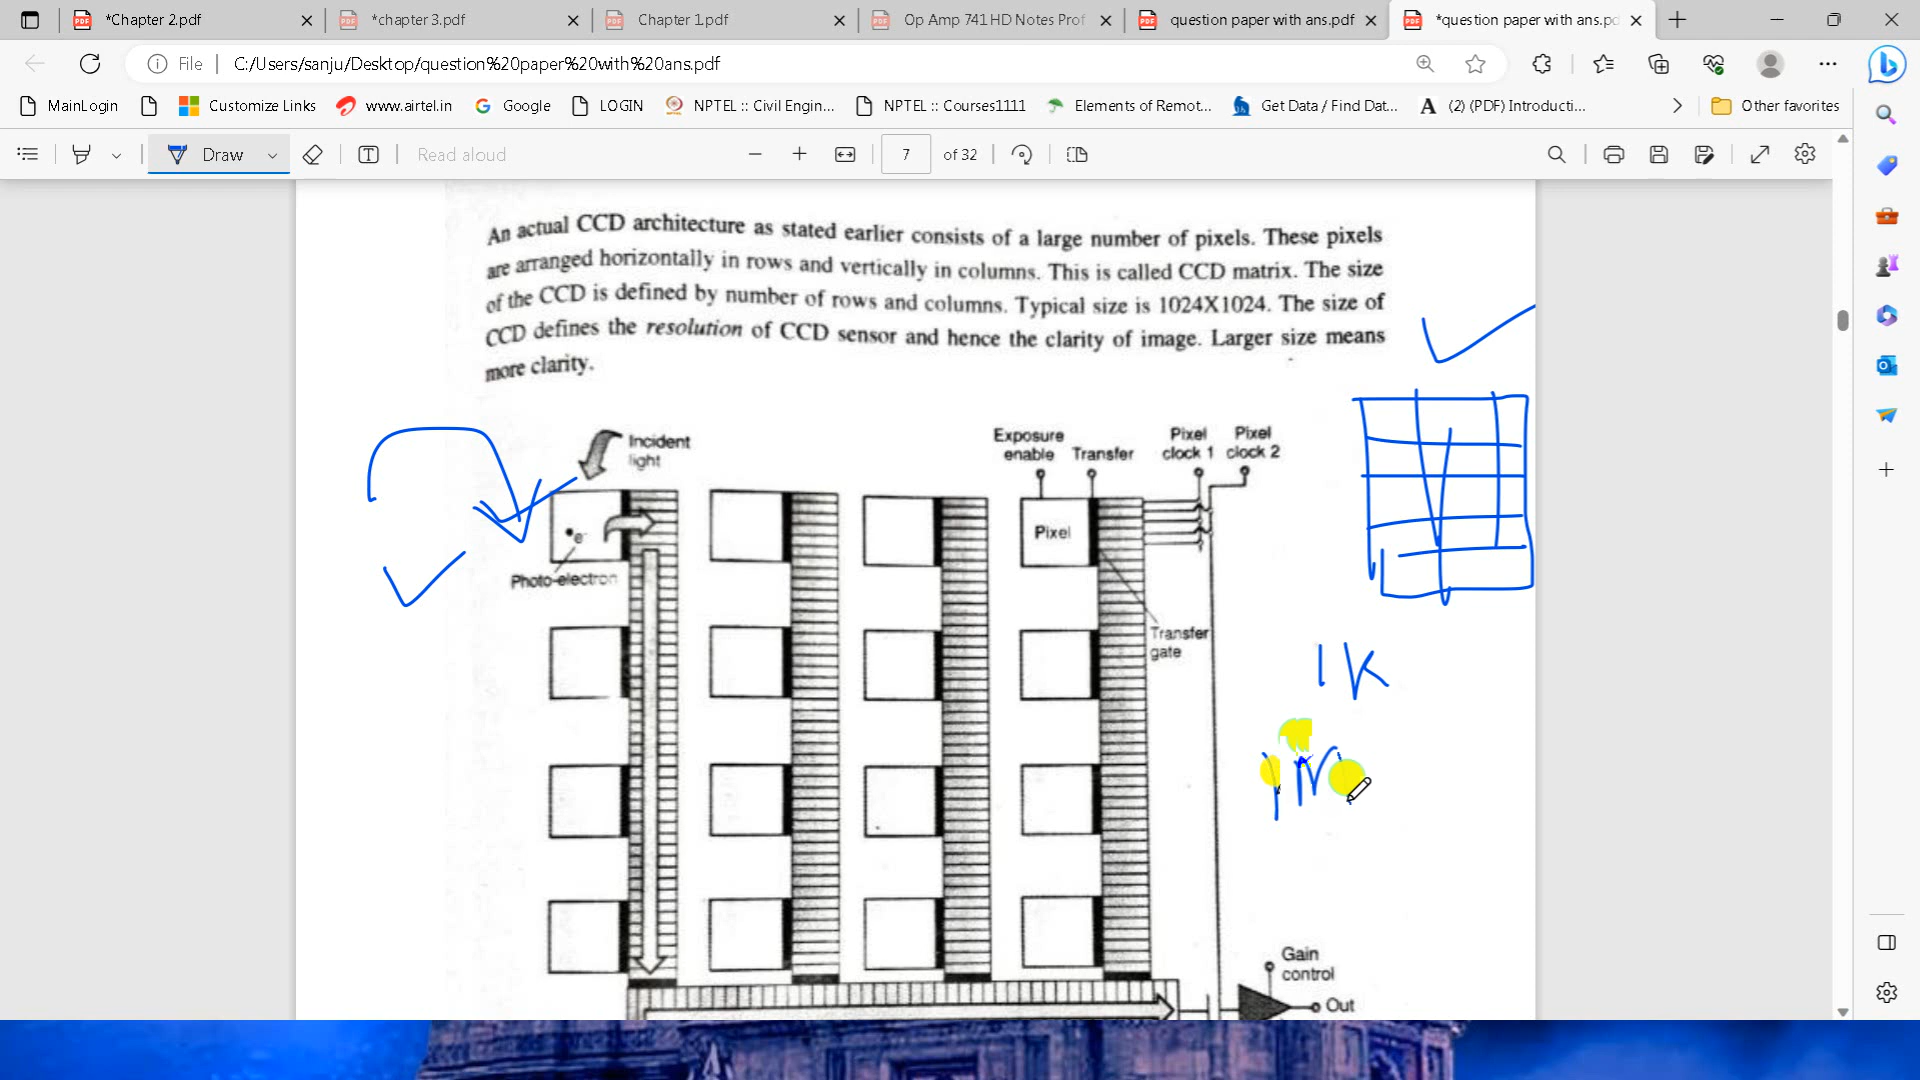 *Chapter 2.pdf
*chapter 3.pdf
Chapter 1.pdf
Op Amp 741 HD Notes Prof
question paper with ans.pdf
*question paper with ans.pd
File
C:/Users/sanju/Desktop/question%20paper%20with%20ans.pdf
MainLogin
Customize Links
www.airtel.in
Google
LOGIN
NPTEL :: Civil Engin...
NPTEL :: Courses1111
Elements of Remot...
Get Data / Find Dat...
(2) (PDF) Introducti...
Other favorites
Draw
Read aloud
7
of 32
An actual CCD architecture as stated earlier consists of a large number of pixels. These pixels
are arranged horizontally in rows and vertically in columns. This is called CCD matrix. The size
of the CCD is defined by number of rows and columns. Typical size is 1024X1024. The size of
CCD defines the resolution of CCD sensor and hence the clarity of image. Larger size means
more clarity.
Incident
light
Exposure
enable
Transfer
Pixel
clock 1
Pixel
clock 2
Pixel
e-
Photo-electron
Transfer
gate
1K
Gain
control
Out